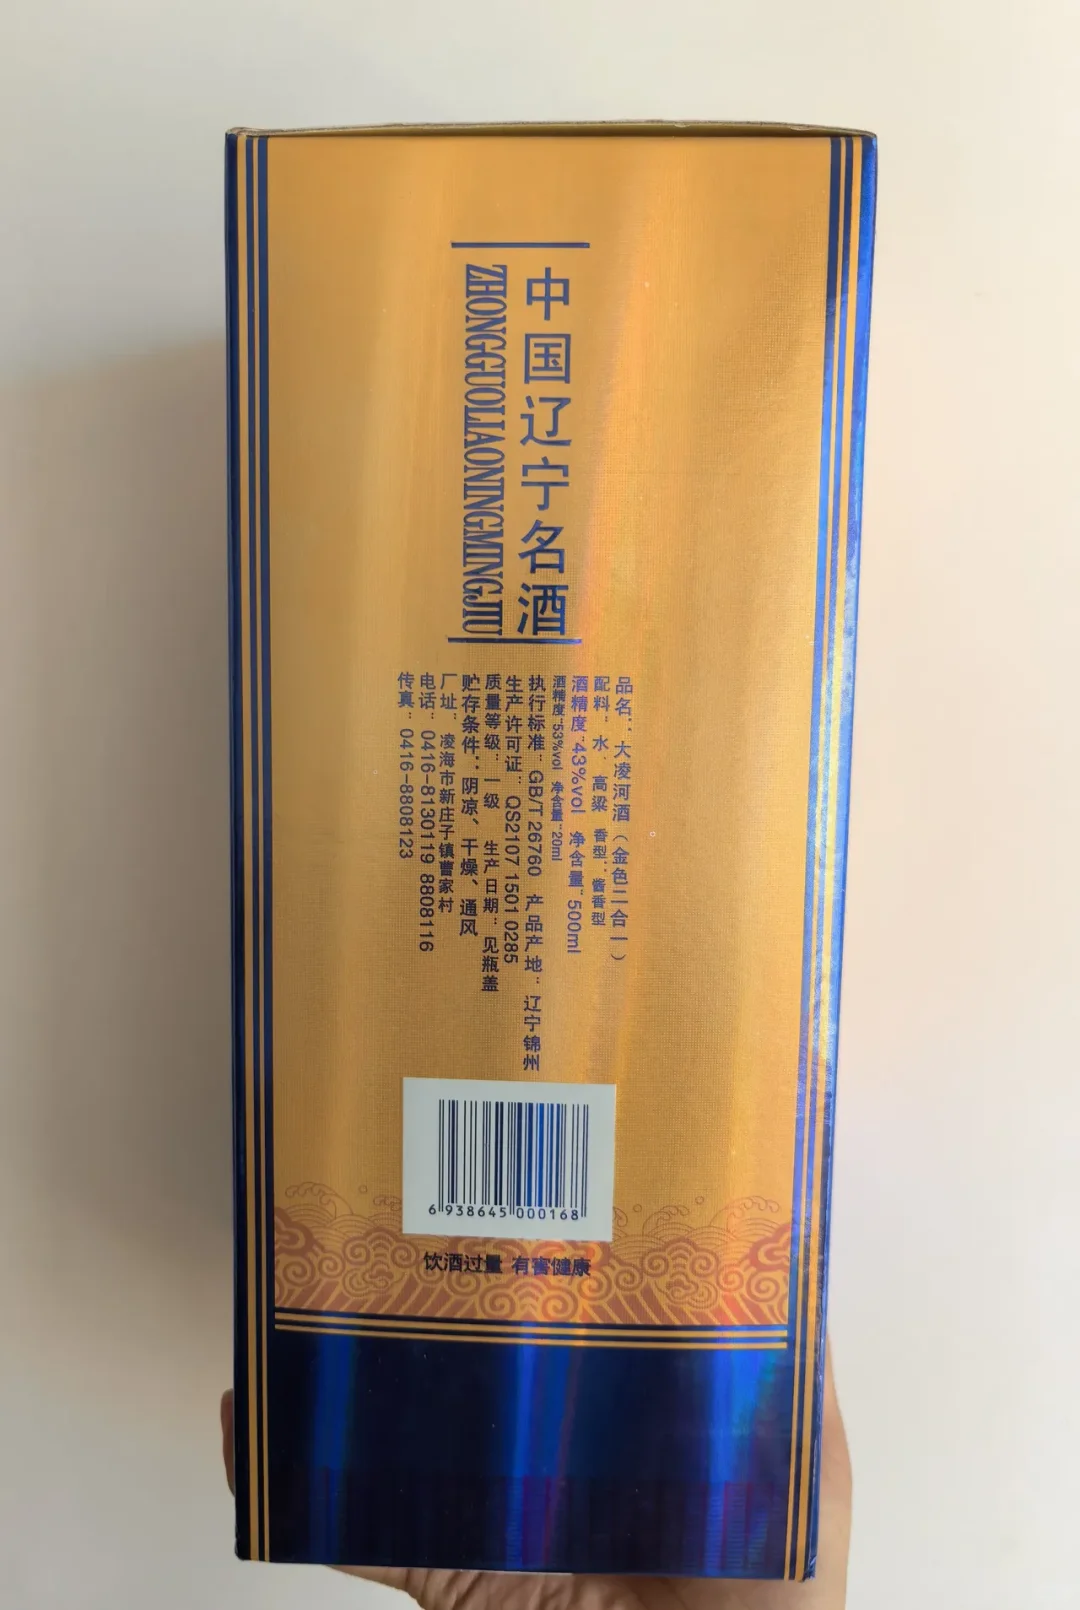 中国辽宁名酒
ZHONGGUOLIAONINGMINGJIU
品名：大凌河酒（金色二合一）
配料：水、高粱 香型：酱香型
酒精度：43%vol 净含量：500ml
酒精度：53%vol 净含量：20ml
执行标准：GB/T 26760 产品产地：辽宁锦州
生产许可证：QS2107 1501 0285
质量等级：一级 生产日期：见瓶盖
贮存条件：阴凉、干燥、通风
厂址：凌海市新庄子镇曹家村
电话：0416-8130119 8808116
传真：0416-8808123
6 938645 000168
饮酒过量 有害健康